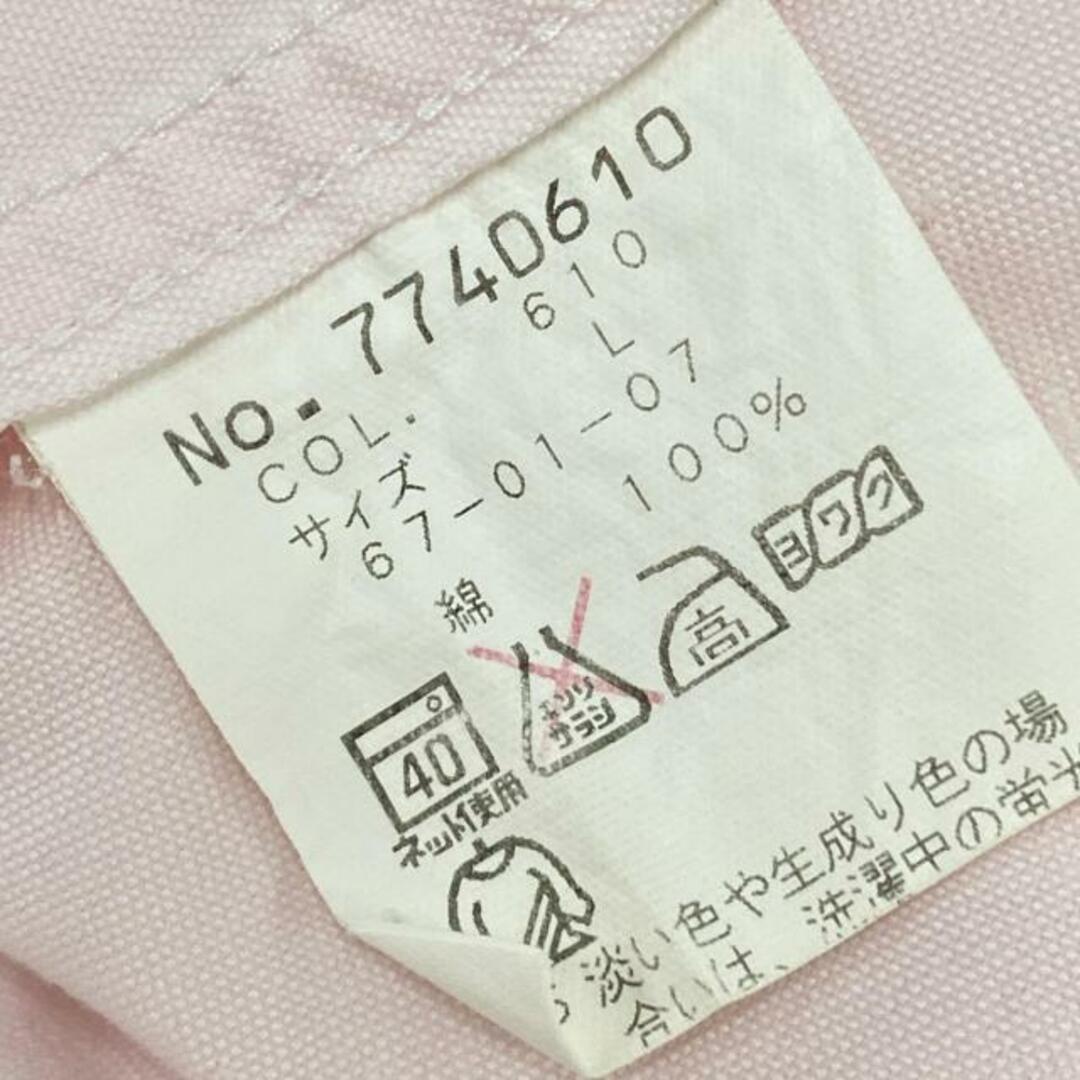 No. 7740610
COL. 610
サイズ L
67-01-07
綿 100%
40
ネット使用
エンソ
サラシ
高
ヨワク
淡い色や生成り色の場
合いは、洗濯中の蛍光